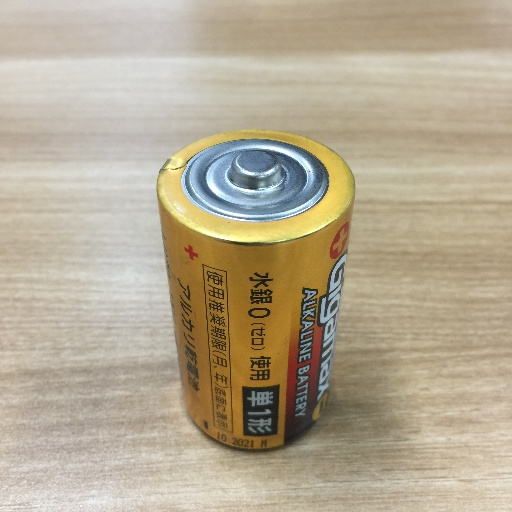 Gigamax
ALKALINE BATTERY
水銀0(ゼロ)使用
単1形
使用推奨期限(月,年)
アルカリ乾電池
10 2021